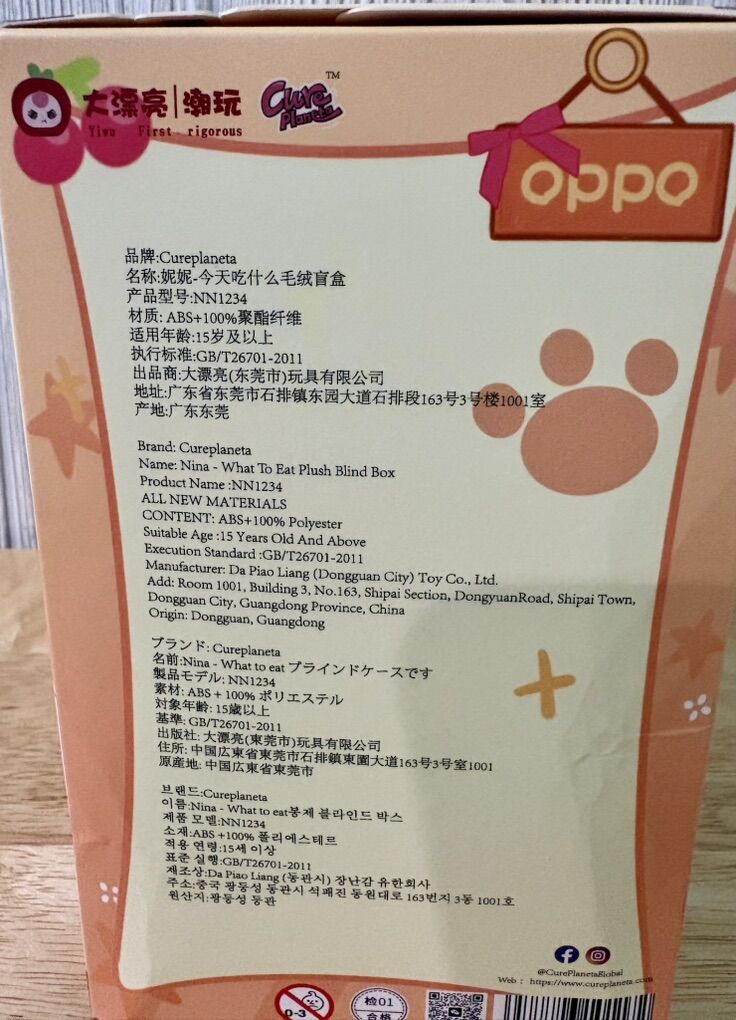 大漂亮|潮玩
Yiwu First-rigorous
Cure Planeta TM
OPPO
品牌:Cureplaneta
名称:妮妮-今天吃什么毛绒盲盒
产品型号:NN1234
材质: ABS+100%聚酯纤维
适用年龄:15岁及以上
执行标准:GB/T26701-2011
出品商:大漂亮(东莞市)玩具有限公司
地址:广东省东莞市石排镇东园大道石排段163号3号楼1001室
产地:广东东莞
Brand: Cureplaneta
Name: Nina - What To Eat Plush Blind Box
Product Name :NN1234
ALL NEW MATERIALS
CONTENT: ABS+100% Polyester
Suitable Age :15 Years Old And Above
Execution Standard :GB/T26701-2011
Manufacturer: Da Piao Liang (Dongguan City) Toy Co., Ltd.
Add: Room 1001, Building 3, No.163, Shipai Section, DongyuanRoad, Shipai Town,
Dongguan City, Guangdong Province, China
Origin: Dongguan, Guangdong
ブランド: Cureplaneta
名前:Nina - What to eat ブラインドケースです
製品モデル: NN1234
素材: ABS + 100% ポリエステル
対象年齢: 15歳以上
基準: GB/T26701-2011
出版社: 大漂亮(東莞市)玩具有限公司
住所: 中国広東省東莞市石排鎮東園大道163号3号室1001
原産地: 中国広東省東莞市
브랜드:Cureplaneta
이름:Nina - What to eat봉제 블라인드 박스
제품 모델:NN1234
소재:ABS +100% 폴리에스테르
적용 연령:15세 이상
표준 실행:GB/T26701-2011
제조상:Da Piao Liang (동관시) 장난감 유한회사
주소:중국 광둥성 동관시 석패진 동원대로 163번지 3동 1001호
원산지:광둥성 동관
@CurePlanetaGlobal
Web： https://www.cureplaneta.com
0-3
检01
合格